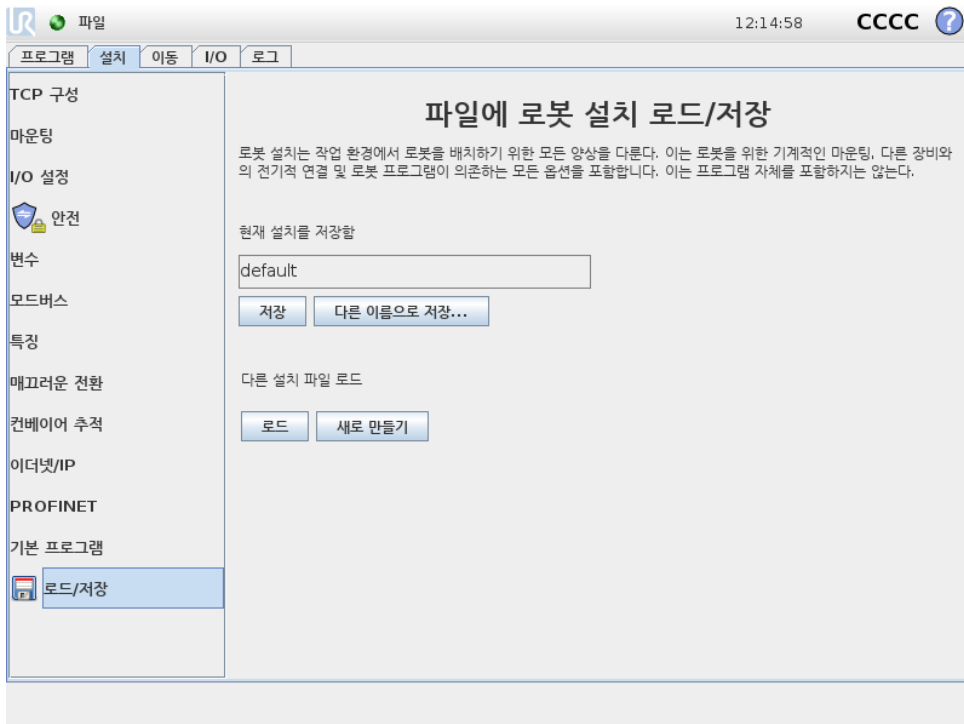 UR
파일
12:14:58
CCCC
?
프로그램
설치
이동
I/O
로그
TCP 구성
마운팅
I/O 설정
안전
변수
모드버스
특징
매끄러운 전환
컨베이어 추적
이더넷/IP
PROFINET
기본 프로그램
로드/저장
파일에 로봇 설치 로드/저장
로봇 설치는 작업 환경에서 로봇을 배치하기 위한 모든 양상을 다룬다. 이는 로봇을 위한 기계적인 마운팅, 다른 장비와
의 전기적 연결 및 로봇 프로그램이 의존하는 모든 옵션을 포함합니다. 이는 프로그램 자체를 포함하지는 않는다.
현재 설치를 저장함
default
저장
다른 이름으로 저장...
다른 설치 파일 로드
로드
새로 만들기